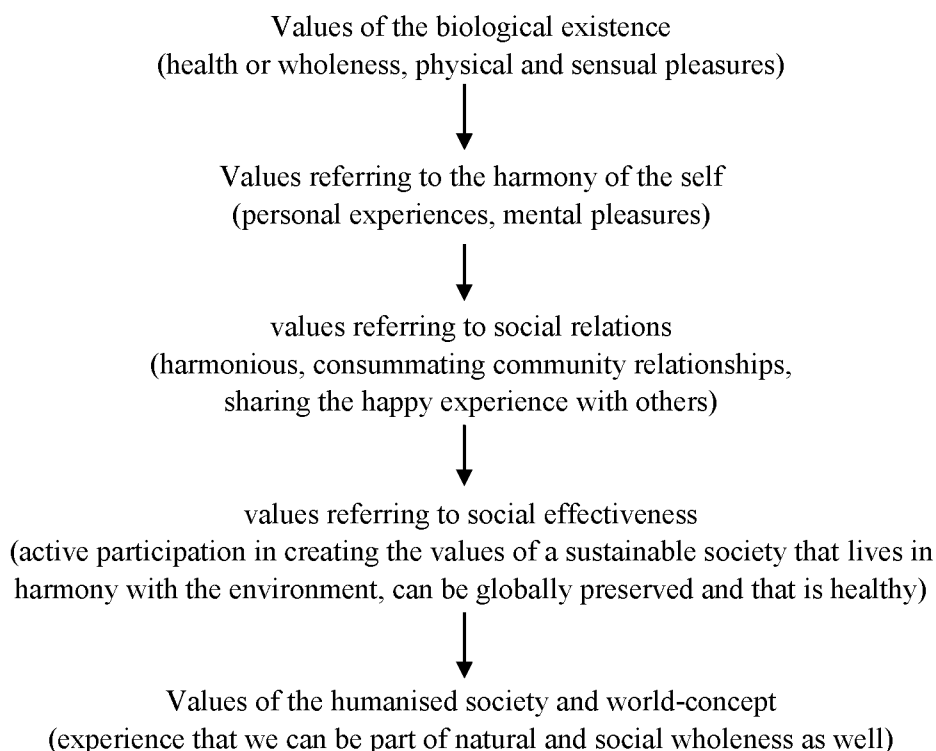 Values of the biological existence
(health or wholeness, physical and sensual pleasures)
Values referring to the harmony of the self
(personal experiences, mental pleasures)
values referring to social relations
(harmonious, consummating community relationships,
sharing the happy experience with others)
values referring to social effectiveness
(active participation in creating the values of a sustainable society that lives in
harmony with the environment, can be globally preserved and that is healthy)
Values of the humanised society and world-concept
(experience that we can be part of natural and social wholeness as well)